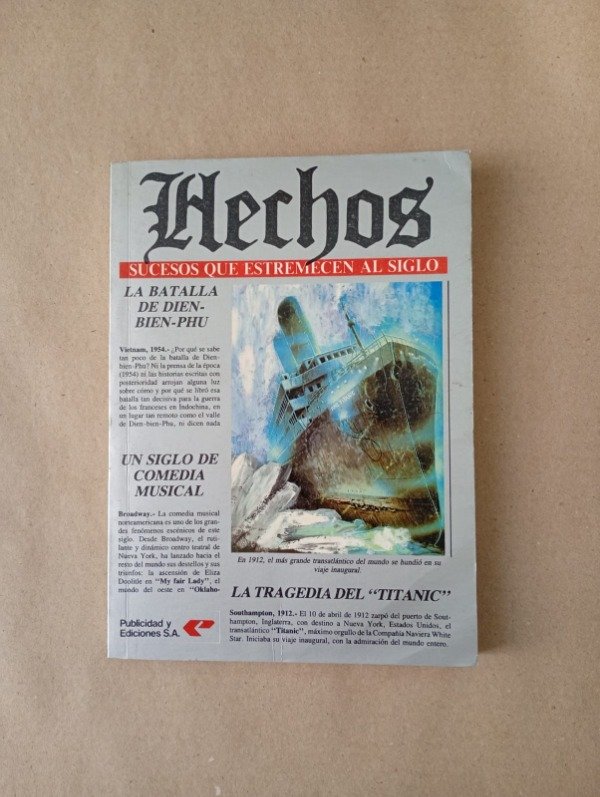 Hechos
SUCESOS QUE ESTREMECEN AL SIGLO
LA BATALLA
DE DIEN-
BIEN-PHU
Vietnam, 1954.- ¿Por qué se sabe
tan poco de la batalla de Dien-
bien-Phu? Ni la prensa de la época
(1954) ni las historias escritas con
posterioridad arrojan alguna luz
sobre cómo y por qué se libró esa
batalla tan decisiva para la guerra
de los franceses en Indochina, en
un lugar tan remoto como el valle
de Dien-bien-Phu, ni dicen nada
UN SIGLO DE
COMEDIA
MUSICAL
Broadway.- La comedia musical
norteamericana es uno de los gran-
des fenómenos escénicos de este
siglo. Desde Broadway, el ruti-
lante y dinámico centro teatral de
Nueva York, ha lanzado hacia el
resto del mundo sus destellos y sus
triunfos: la ascensión de Eliza
Doolitle en "My fair Lady", el
mundo del oeste en "Oklaho-
Publicidad y
Ediciones S.A.
En 1912, el más grande transatlántico del mundo se hundió en su
viaje inaugural.
LA TRAGEDIA DEL "TITANIC"
Southampton, 1912.- El 10 de abril de 1912 zarpó del puerto de Sout-
hampton, Inglaterra, con destino a Nueva York, Estados Unidos, el
transatlántico "Titanic", máximo orgullo de la Compañía Naviera White
Star. Iniciaba su viaje inaugural, con la admiración del mundo entero.